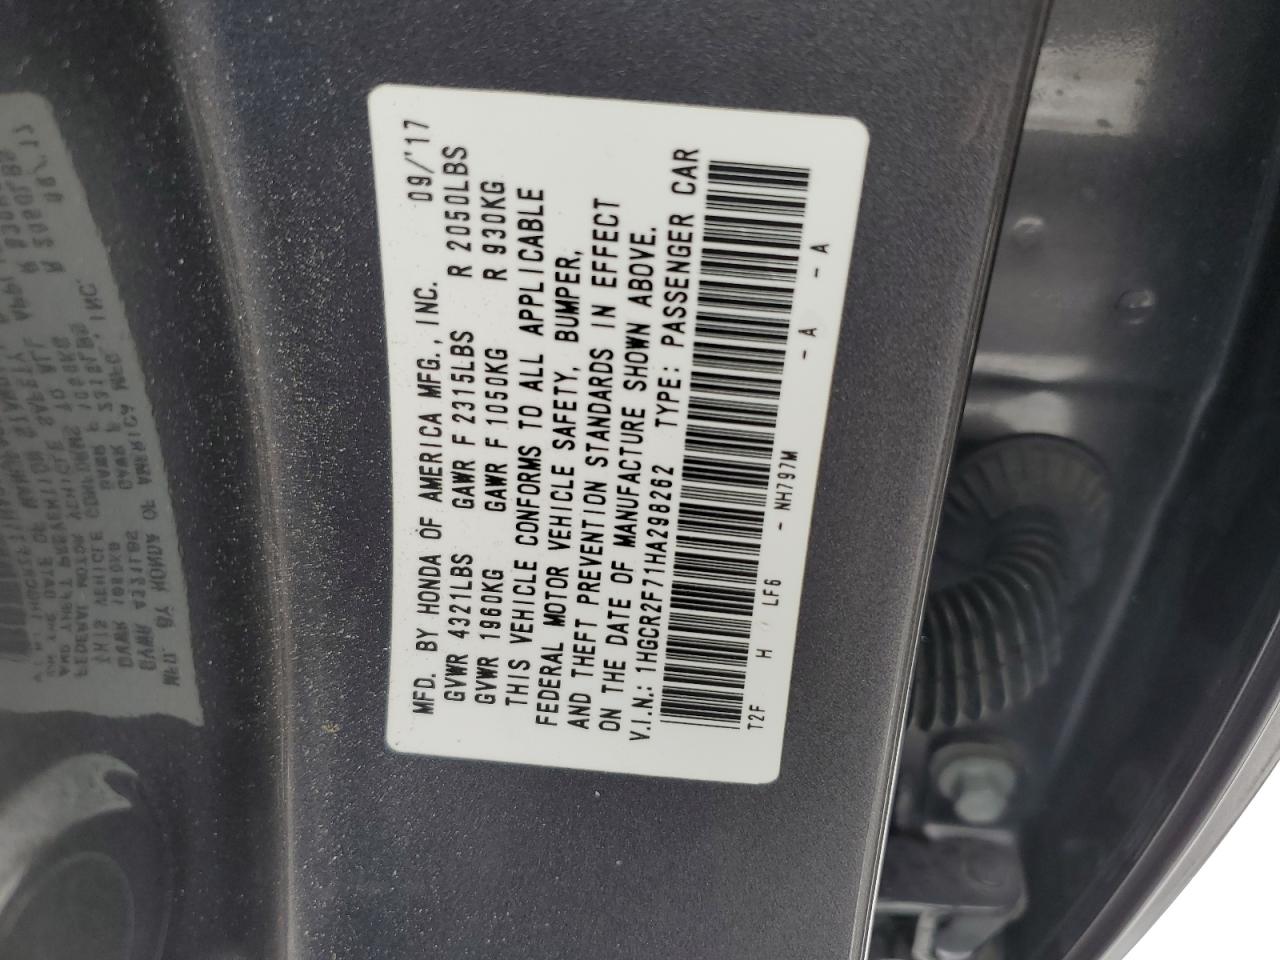 MFD. BY HONDA OF AMERICA MFG., INC. 09/'17
GVWR 4321LBS GAWR F 2315LBS R 2050LBS
GVWR 1960KG GAWR F 1050KG R 930KG
THIS VEHICLE CONFORMS TO ALL APPLICABLE
FEDERAL MOTOR VEHICLE SAFETY, BUMPER,
AND THEFT PREVENTION STANDARDS IN EFFECT
ON THE DATE OF MANUFACTURE SHOWN ABOVE.
V.I.N.: 1HGCR2F71HA298262 TYPE: PASSENGER CAR
H LF6 - NH797M - A - A
T2F